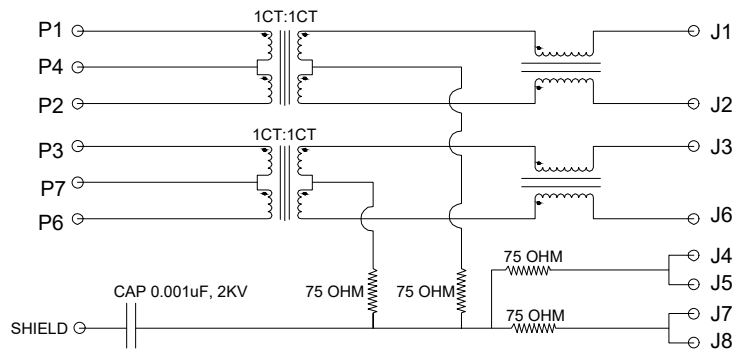 1CT:1CT
P1
J1
P4
P2
J2
1CT:1CT
P3
J3
P7
P6
J6
75 OHM
J4
J5
CAP 0.001uF, 2KV
75 OHM
75 OHM
75 OHM
J7
SHIELD
J8